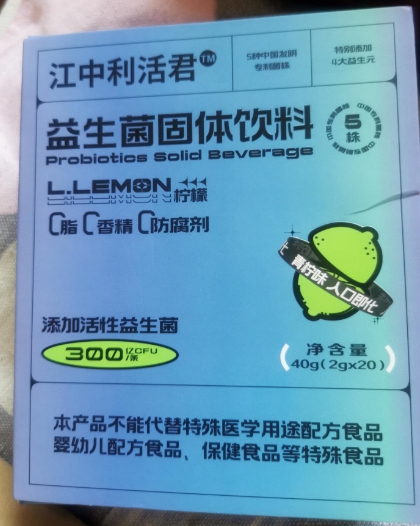 江中利活君™
5种中国发明
专利菌株
特别添加
4大益生元
益生菌固体饮料
Probiotics Solid Beverage
5
株
L.LEMON 柠檬
0脂 0香精 0防腐剂
青柠味 入口即化
添加活性益生菌
300亿CFU/条
净含量
40g(2gx20)
本产品不能代替特殊医学用途配方食品
婴幼儿配方食品、保健食品等特殊食品